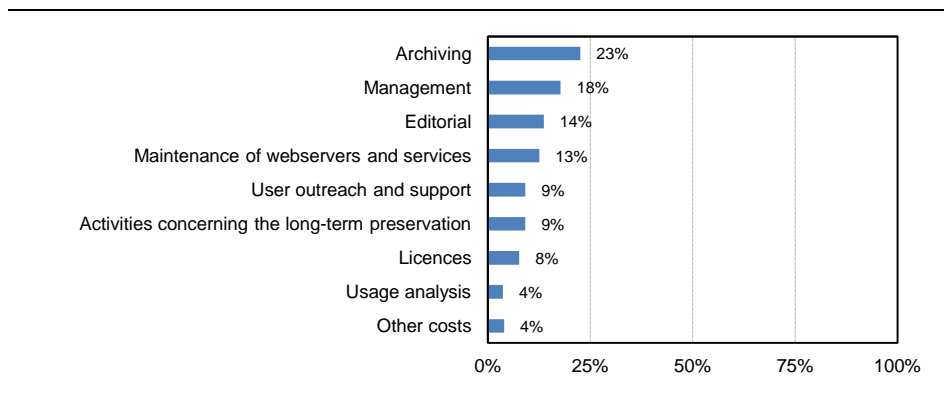 Archiving 23%
Management 18%
Editorial 14%
Maintenance of webservers and services 13%
User outreach and support 9%
Activities concerning the long-term preservation 9%
Licences 8%
Usage analysis 4%
Other costs 4%
0% 25% 50% 75% 100%